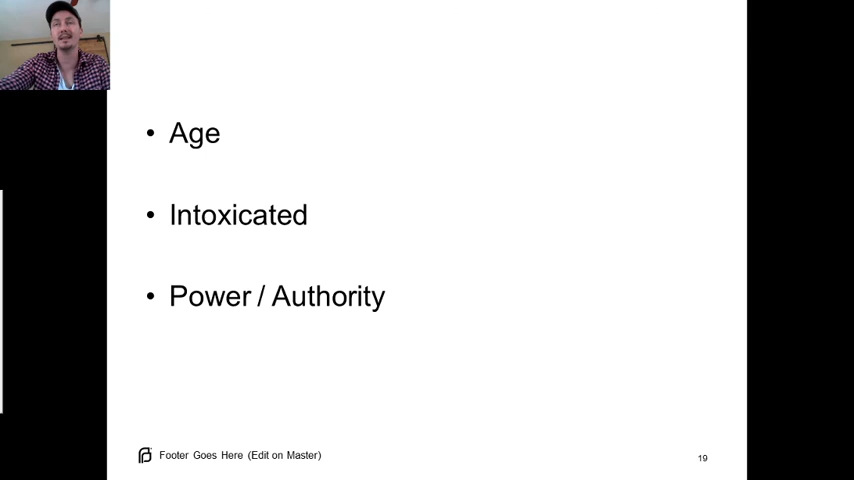 • Age
• Intoxicated
• Power / Authority
Footer Goes Here (Edit on Master)
19